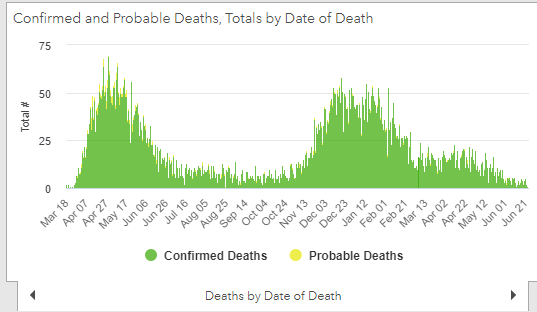 Confirmed and Probable Deaths, Totals by Date of Death
75
50
25
0
Total #
Mar 18 Apr 07 Apr 27 May 17 Jun 06 Jun 26 Jul 16 Aug 05 Aug 25 Sep 14 Oct 04 Oct 24 Nov 13 Dec 03 Dec 23 Jan 12 Feb 01 Feb 21 Mar 13 Apr 02 Apr 22 May 12 Jun 01 Jun 21
Confirmed Deaths Probable Deaths
Deaths by Date of Death